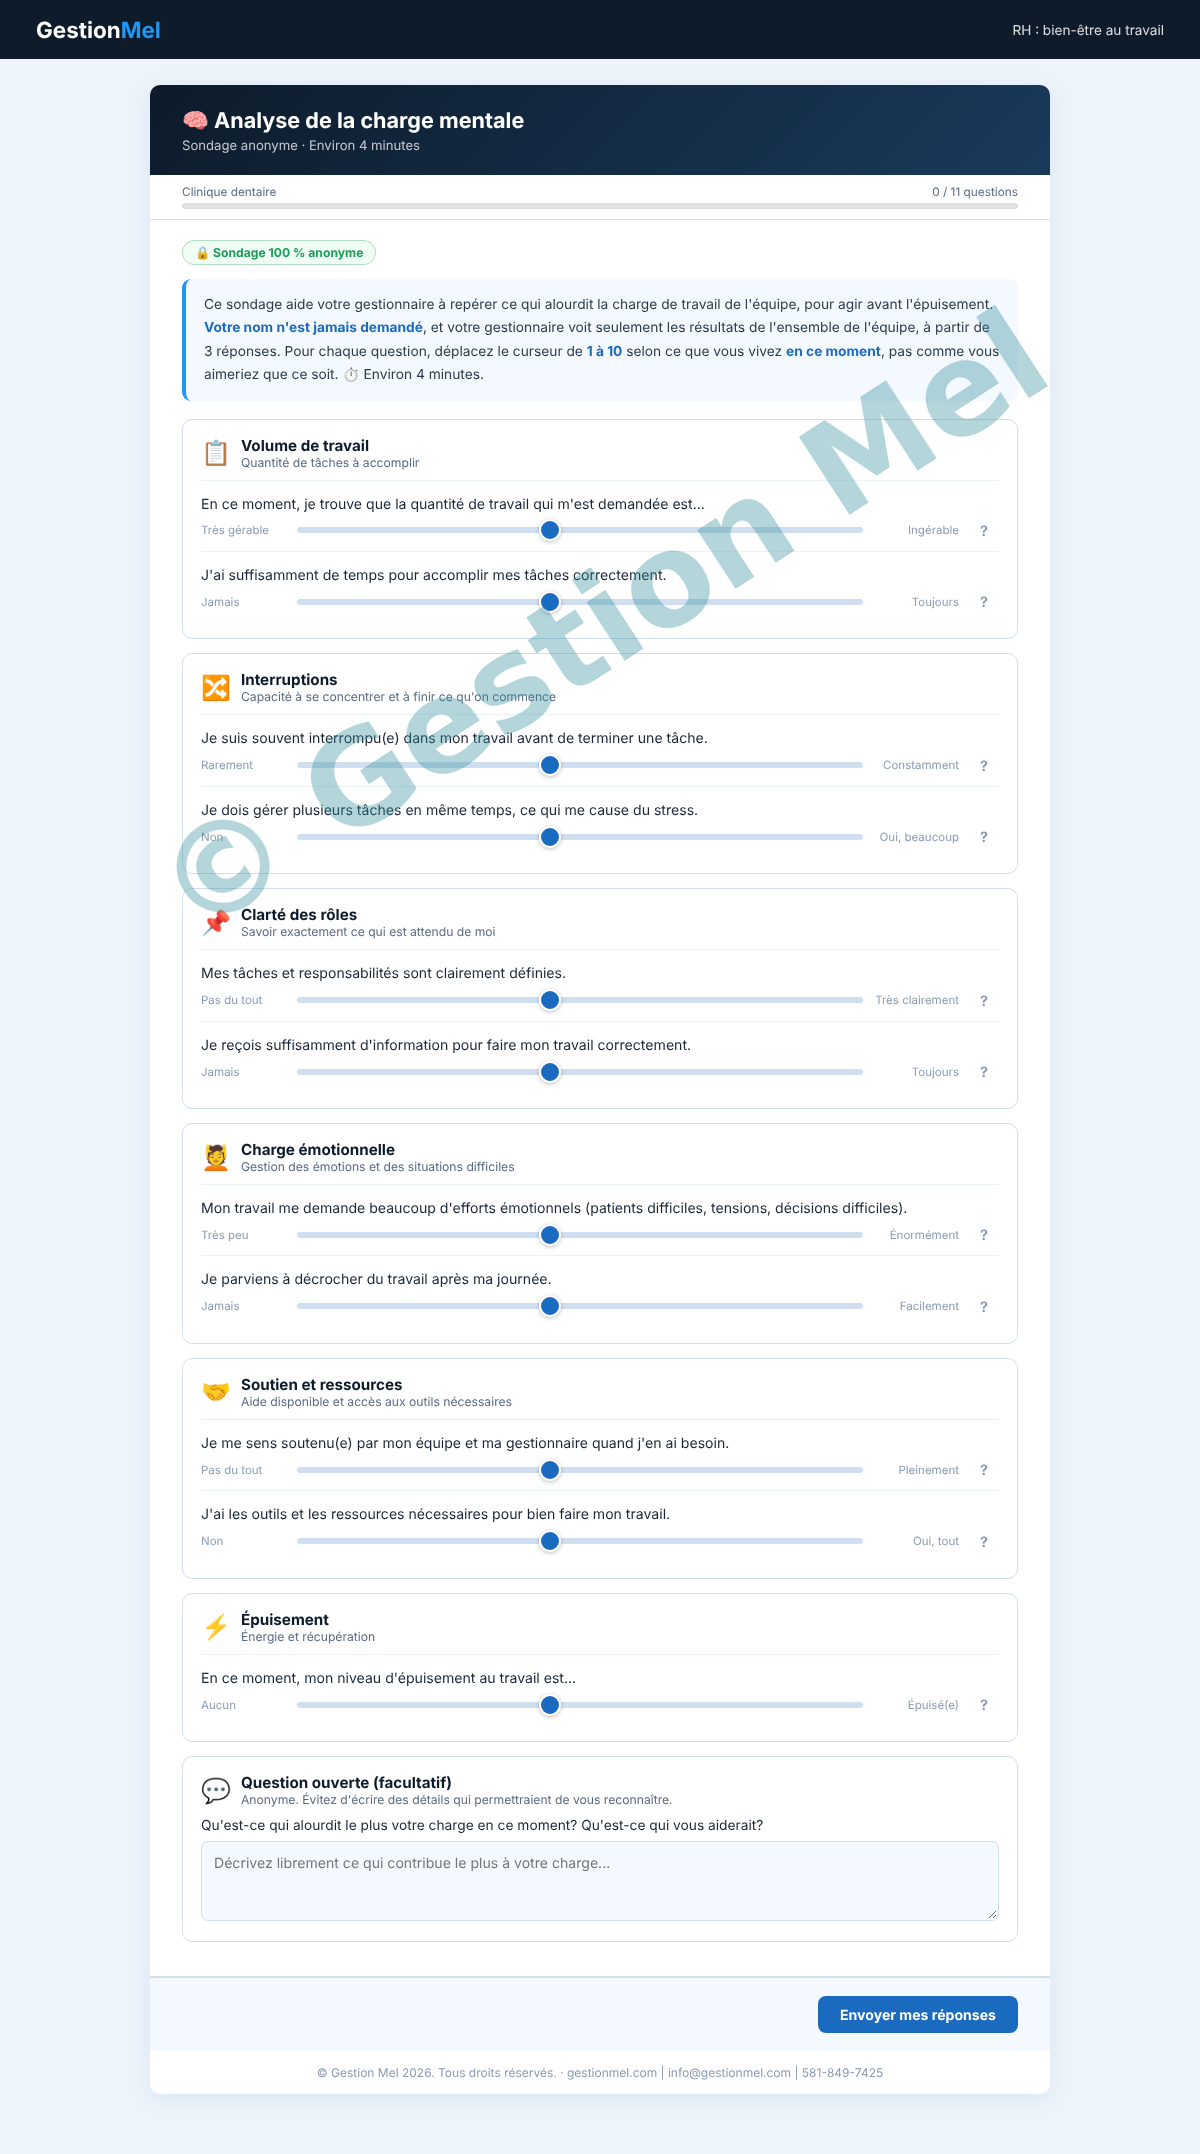 GestionMel
RH : bien-être au travail
🧠 Analyse de la charge mentale
Sondage anonyme · Environ 4 minutes
Clinique dentaire
0 / 11 questions
🔒 Sondage 100 % anonyme
Ce sondage aide votre gestionnaire à repérer ce qui alourdit la charge de travail de l'équipe, pour agir avant l'épuisement.
Votre nom n'est jamais demandé, et votre gestionnaire voit seulement les résultats de l'ensemble de l'équipe, à partir de
3 réponses. Pour chaque question, déplacez le curseur de 1 à 10 selon ce que vous vivez en ce moment, pas comme vous
aimeriez que ce soit. ⏱️ Environ 4 minutes.
© Gestion Mel
📋 Volume de travail
Quantité de tâches à accomplir
En ce moment, je trouve que la quantité de travail qui m'est demandée est...
Très gérable
Ingérable
?
J'ai suffisamment de temps pour accomplir mes tâches correctement.
Jamais
Toujours
?
🔀 Interruptions
Capacité à se concentrer et à finir ce qu'on commence
Je suis souvent interrompu(e) dans mon travail avant de terminer une tâche.
Rarement
Constamment
?
Je dois gérer plusieurs tâches en même temps, ce qui me cause du stress.
Non
Oui, beaucoup
?
📌 Clarté des rôles
Savoir exactement ce qui est attendu de moi
Mes tâches et responsabilités sont clairement définies.
Pas du tout
Très clairement
?
Je reçois suffisamment d'information pour faire mon travail correctement.
Jamais
Toujours
?
💆 Charge émotionnelle
Gestion des émotions et des situations difficiles
Mon travail me demande beaucoup d'efforts émotionnels (patients difficiles, tensions, décisions difficiles).
Très peu
Énormément
?
Je parviens à décrocher du travail après ma journée.
Jamais
Facilement
?
🤝 Soutien et ressources
Aide disponible et accès aux outils nécessaires
Je me sens soutenu(e) par mon équipe et ma gestionnaire quand j'en ai besoin.
Pas du tout
Pleinement
?
J'ai les outils et les ressources nécessaires pour bien faire mon travail.
Non
Oui, tout
?
⚡ Épuisement
Énergie et récupération
En ce moment, mon niveau d'épuisement au travail est...
Aucun
Épuisé(e)
?
💬 Question ouverte (facultatif)
Anonyme. Évitez d'écrire des détails qui permettraient de vous reconnaître.
Qu'est-ce qui alourdit le plus votre charge en ce moment? Qu'est-ce qui vous aiderait?
Décrivez librement ce qui contribue le plus à votre charge...
Envoyer mes réponses
© Gestion Mel 2026. Tous droits réservés. · gestionmel.com | info@gestionmel.com | 581-849-7425